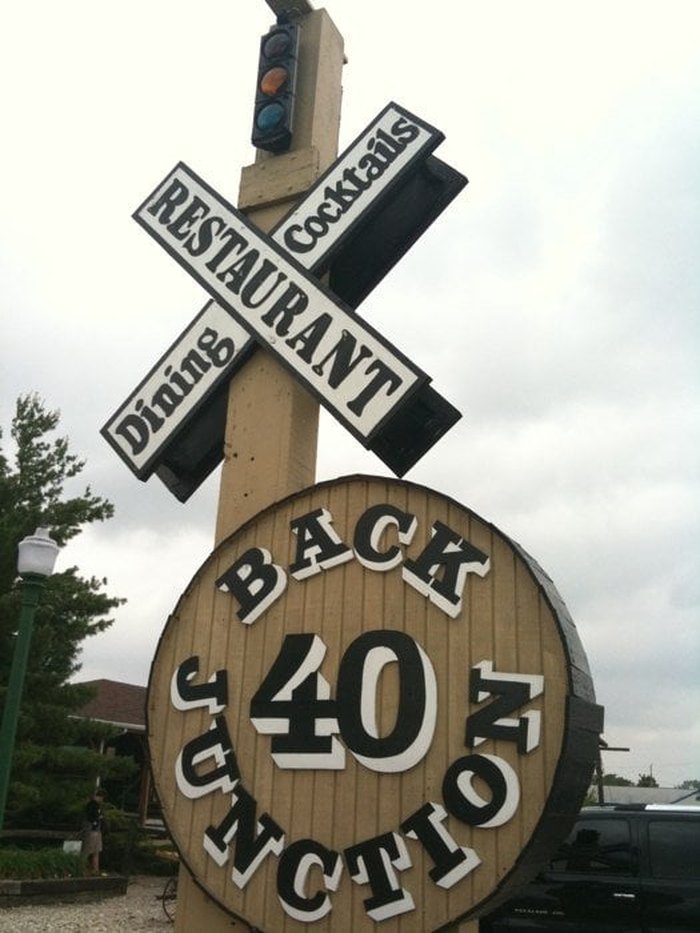 Cocktails
RESTAURANT
Dining
BACK
40
JUNCTION